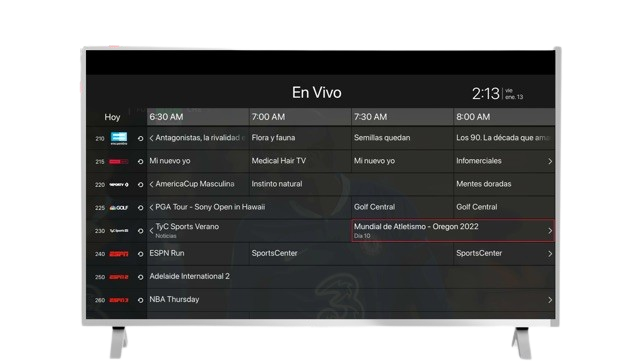 En Vivo
2:13 vie
ene. 13
Hoy 6:30 AM 7:00 AM 7:30 AM 8:00 AM
210 encuentro Antagonistas, la rivalidad e Flora y fauna Semillas quedan Los 90. La década que ama
215 Mi nuevo yo Medical Hair TV Mi nuevo yo Infomerciales
220 AmericaCup Masculina Instinto natural Mentes doradas
225 GOLF PGA Tour - Sony Open in Hawaii Golf Central Golf Central
230 TyC Sports TyC Sports Verano Mundial de Atletismo - Oregon 2022
Noticias Día 10
240 ESPN ESPN Run SportsCenter SportsCenter
250 Adelaide International 2
260 ESPN3 NBA Thursday
3